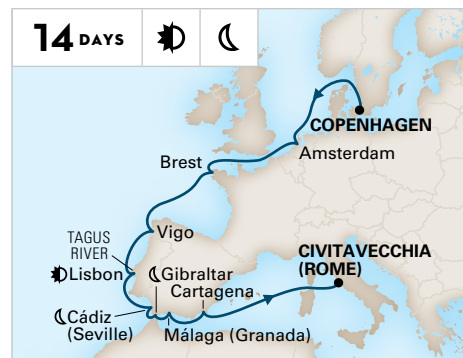 14 DAYS
COPENHAGEN
Amsterdam
Brest
Vigo
TAGUS
RIVER
Lisbon
CIVITAVECCHIA
(ROME)
Gibraltar
Cartagena
Cádiz
(Seville)
Málaga (Granada)